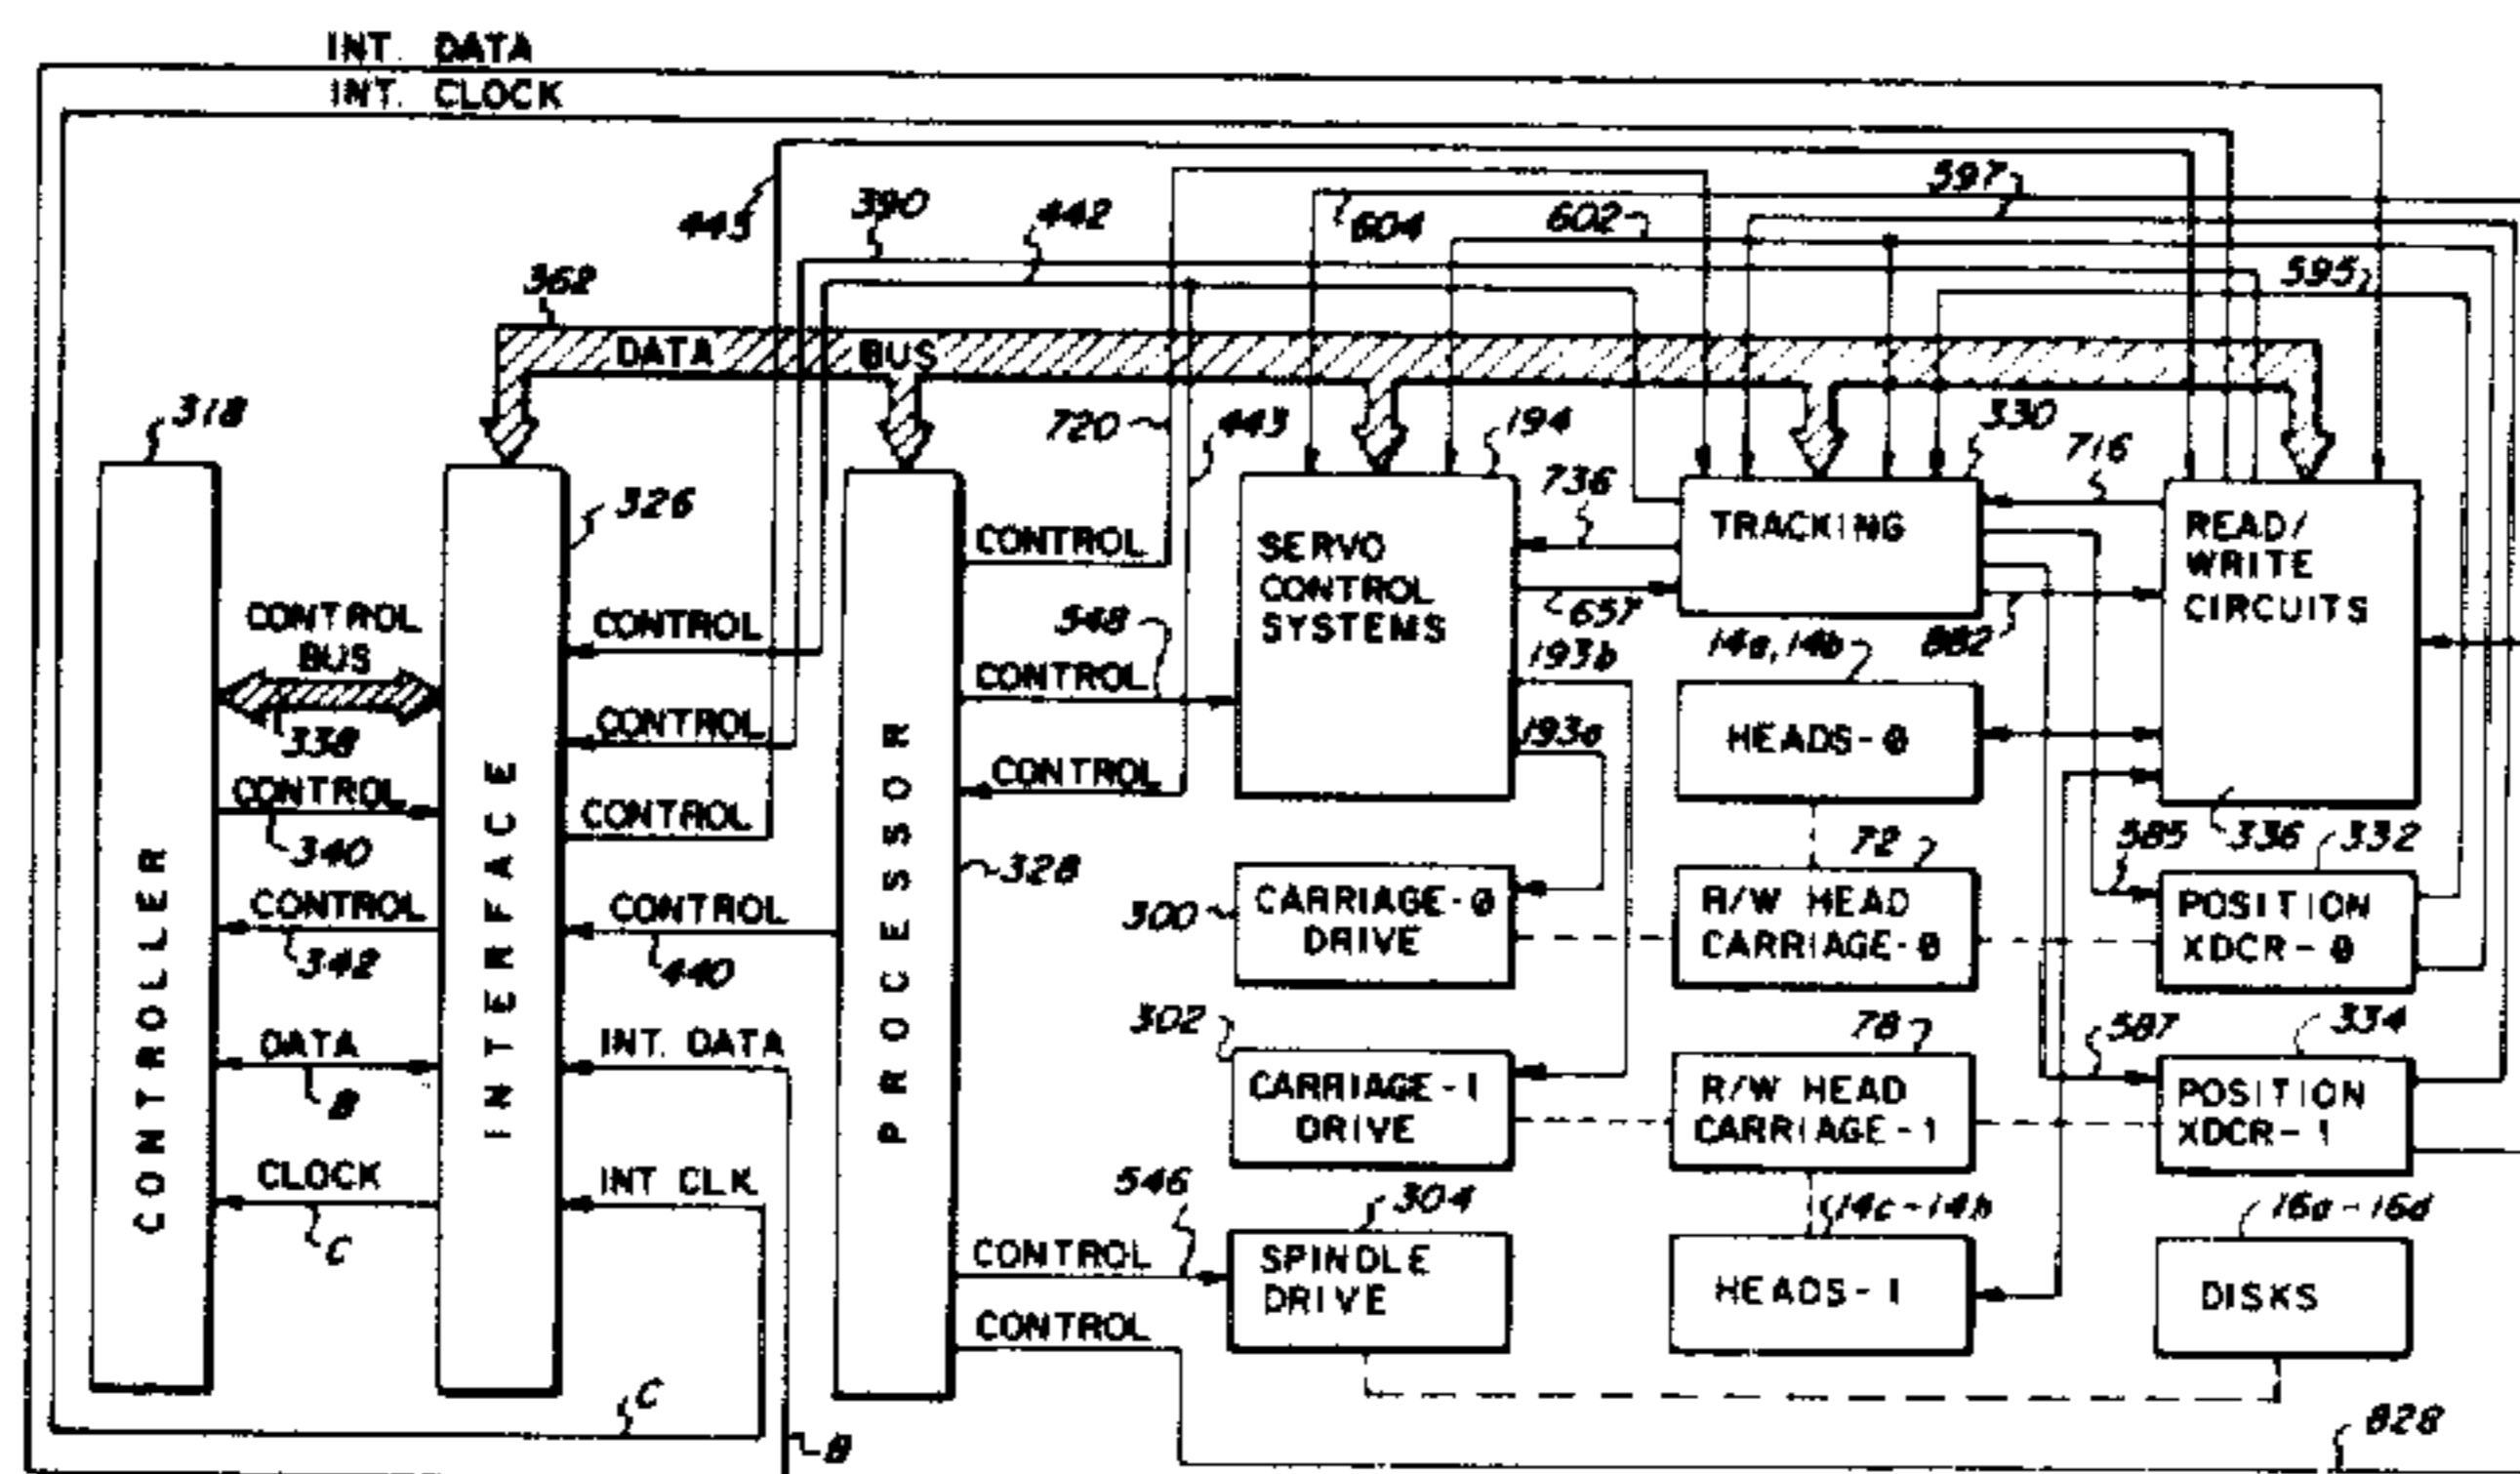 INT. DATA
INT. CLOCK
445
390
442
604
602
597
595
362
DATA BUS
318
326
720
443
194
736
330
716
CONTROL
SERVO
CONTROL
SYSTEMS
TRACKING
READ/
WRITE
CIRCUITS
657
882
CONTROL
BUS
338
CONTROL
548
CONTROL
193b
14a, 14b
CONTROL
193a
HEADS-0
CONTROL
CONTROL
340
CONTROL
328
72
585
336
332
CONTROL
342
CONTROL
440
300
CARRIAGE-0
DRIVE
R/W HEAD
CARRIAGE-0
POSITION
XDCR-0
CONTROLLER
INTERFACE
PROCESSOR
DATA
B
INT. DATA
302
78
587
334
CARRIAGE-1
DRIVE
R/W HEAD
CARRIAGE-1
POSITION
XDCR-1
CLOCK
C
INT CLK
546
304
14c-14h
16a-16d
CONTROL
SPINDLE
DRIVE
HEADS-1
DISKS
CONTROL
C
B
828